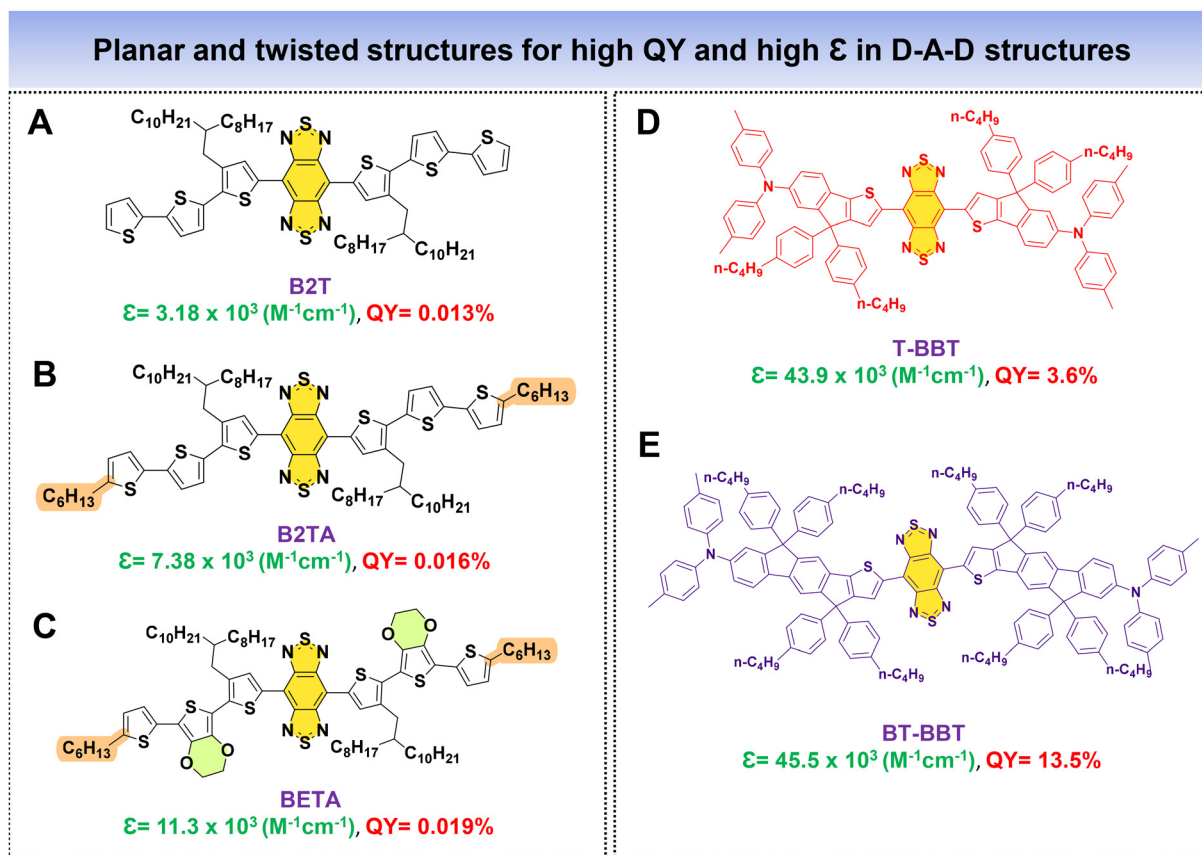 Planar and twisted structures for high QY and high Ɛ in D-A-D structures
A
C₁₀H₂₁
C₈H₁₇
N S N
S
S
S
S
S
S
N S N
C₈H₁₇
C₁₀H₂₁
B2T
Ɛ= 3.18 x 10³ (M⁻¹cm⁻¹), QY= 0.013%
B
C₁₀H₂₁
C₈H₁₇
N S N
C₆H₁₃
S
S
S
S
S
S
C₆H₁₃
N S N
C₈H₁₇
C₁₀H₂₁
B2TA
Ɛ= 7.38 x 10³ (M⁻¹cm⁻¹), QY= 0.016%
C
C₁₀H₂₁
C₈H₁₇
N S N
O O
C₆H₁₃
S
S
S
S
S
S
C₆H₁₃
O O
N S N
C₈H₁₇
C₁₀H₂₁
BETA
Ɛ= 11.3 x 10³ (M⁻¹cm⁻¹), QY= 0.019%
D
n-C₄H₉
n-C₄H₉
N S N
N
S
S
N
N S N
n-C₄H₉
n-C₄H₉
T-BBT
Ɛ= 43.9 x 10³ (M⁻¹cm⁻¹), QY= 3.6%
E
n-C₄H₉
n-C₄H₉
n-C₄H₉
n-C₄H₉
N S N
N
S
S
N
N S N
n-C₄H₉
n-C₄H₉
n-C₄H₉
n-C₄H₉
BT-BBT
Ɛ= 45.5 x 10³ (M⁻¹cm⁻¹), QY= 13.5%